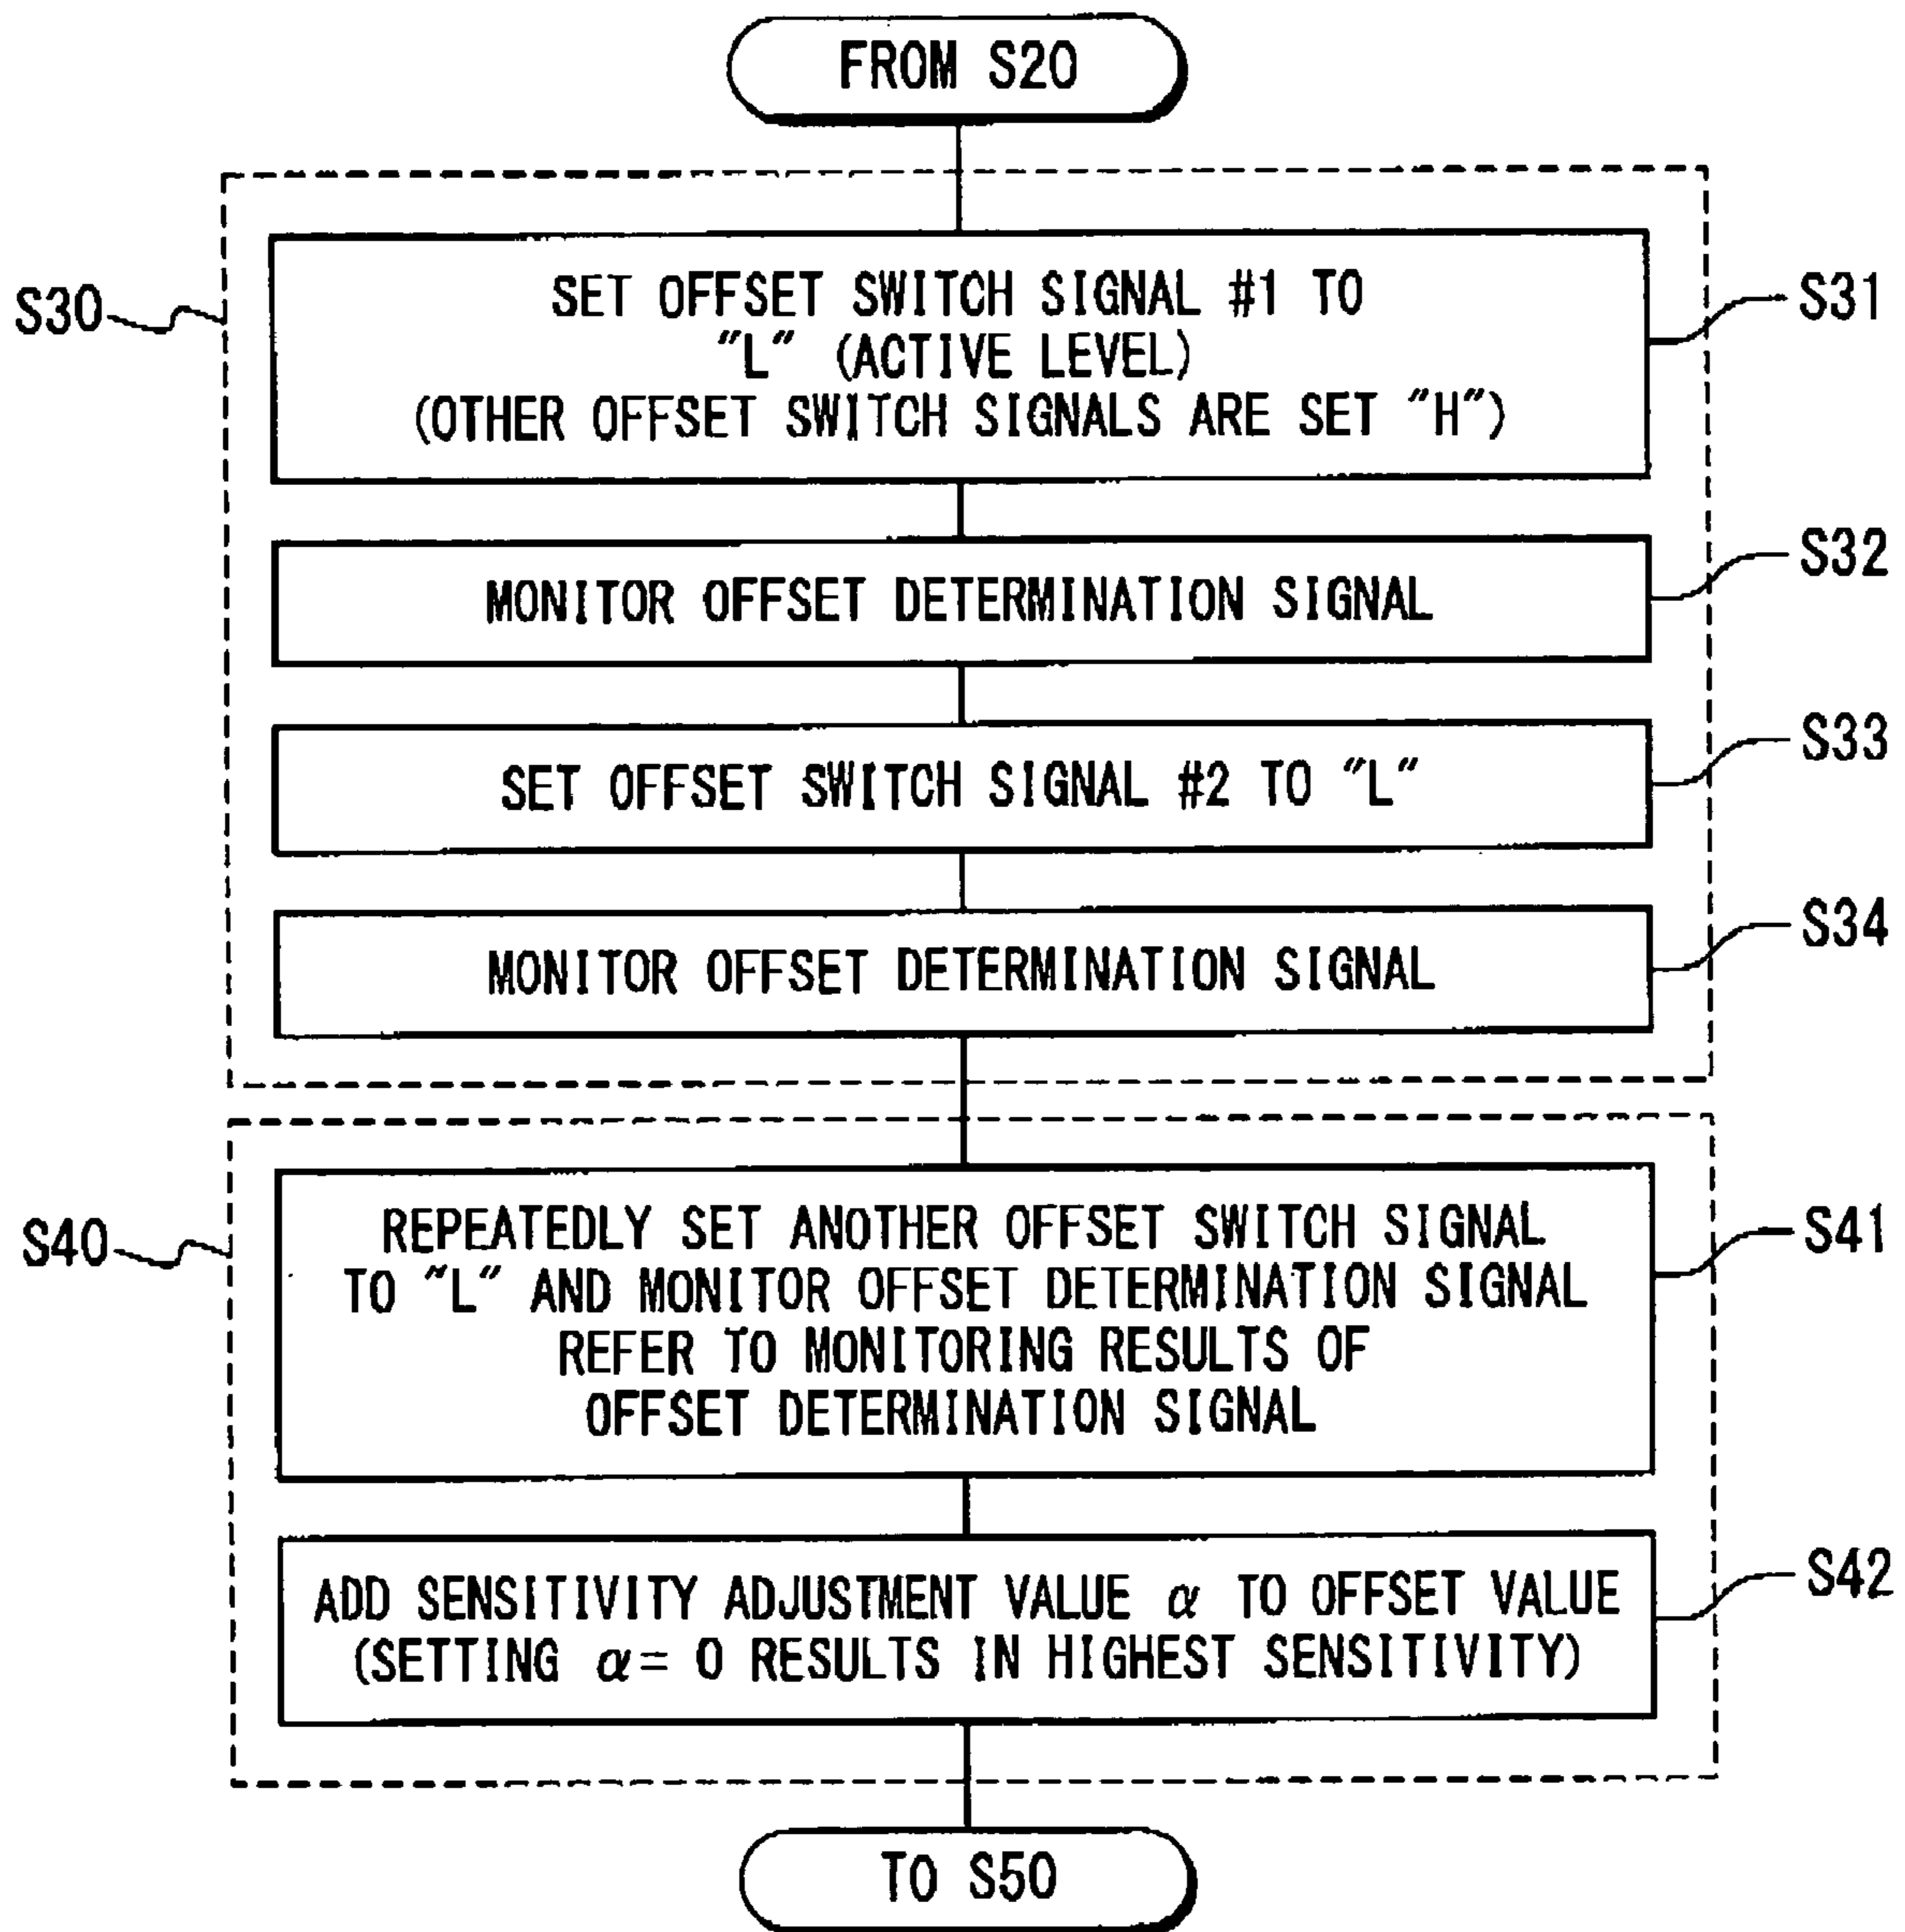 FROM S20
S30
SET OFFSET SWITCH SIGNAL #1 TO
"L" (ACTIVE LEVEL)
(OTHER OFFSET SWITCH SIGNALS ARE SET "H")
S31
MONITOR OFFSET DETERMINATION SIGNAL
S32
SET OFFSET SWITCH SIGNAL #2 TO "L"
S33
MONITOR OFFSET DETERMINATION SIGNAL
S34
S40
REPEATEDLY SET ANOTHER OFFSET SWITCH SIGNAL
TO "L" AND MONITOR OFFSET DETERMINATION SIGNAL
REFER TO MONITORING RESULTS OF
OFFSET DETERMINATION SIGNAL
S41
ADD SENSITIVITY ADJUSTMENT VALUE α TO OFFSET VALUE
(SETTING α= 0 RESULTS IN HIGHEST SENSITIVITY)
S42
TO S50